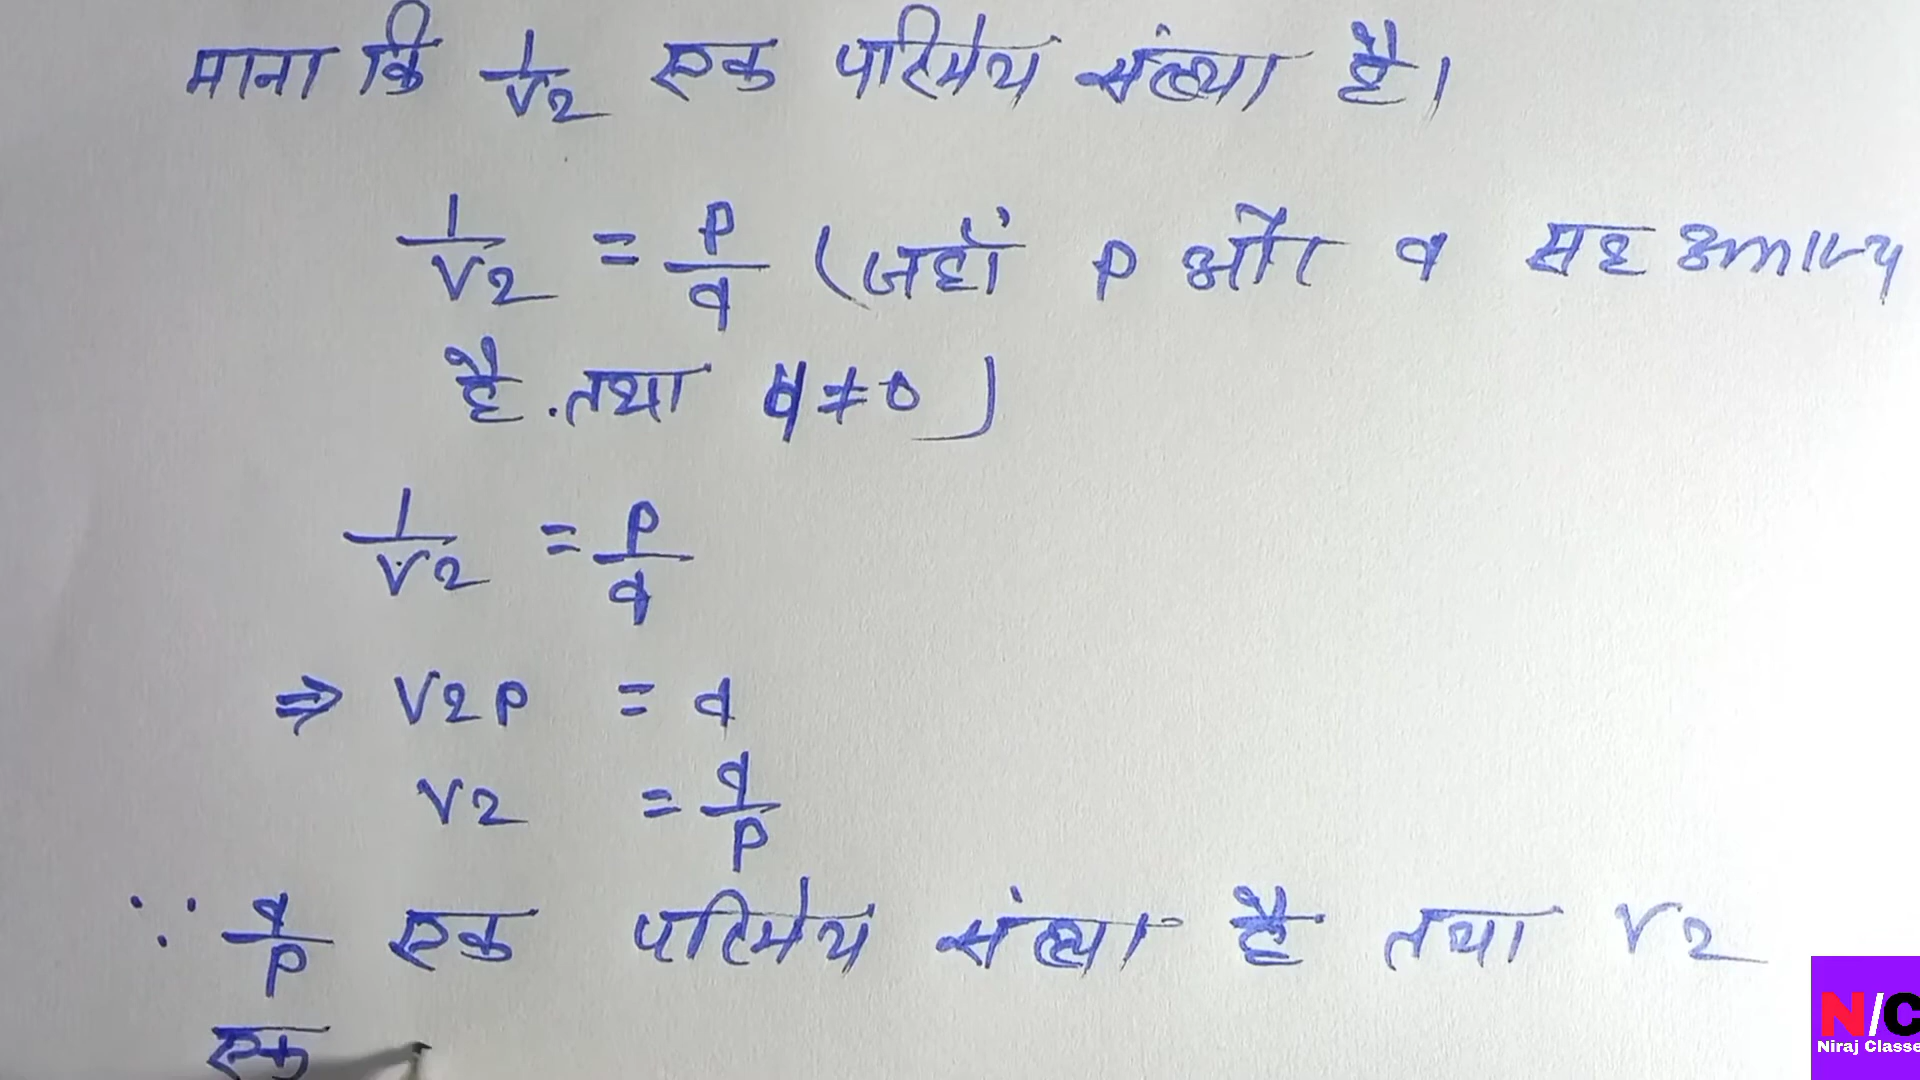 माना कि 1/√2 एक परिमेय संख्या है।
1/√2 = p/q (जहाँ p और q सह अभाज्य
है. तथा q≠0)
1/√2 = p/q
⇒ √2p = q
√2 = q/p
∵ q/p एक परिमेय संख्या है तथा √2
एक
N/C
Niraj Classe